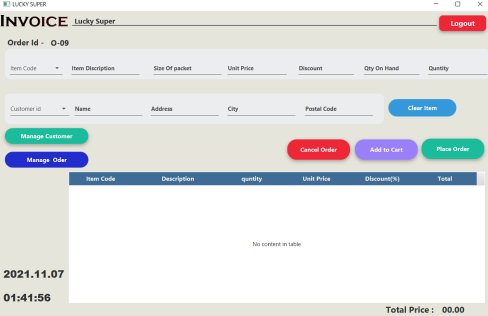 LUCKY SUPER
INVOICE Lucky Super
Logout
Order Id - O-09
Item Code Item Discription Size Of packet Unit Price Discount Qty On Hand Quntity
Customer id Name Address City Postal Code Clear Item
Manage Customer
Cancel Order Add to Cart Place Order
Manage Oder
Item Code Description quntity Unit Price Discount(%) Total
No content in table
2021.11.07
01:41:56
Total Price : 00.00